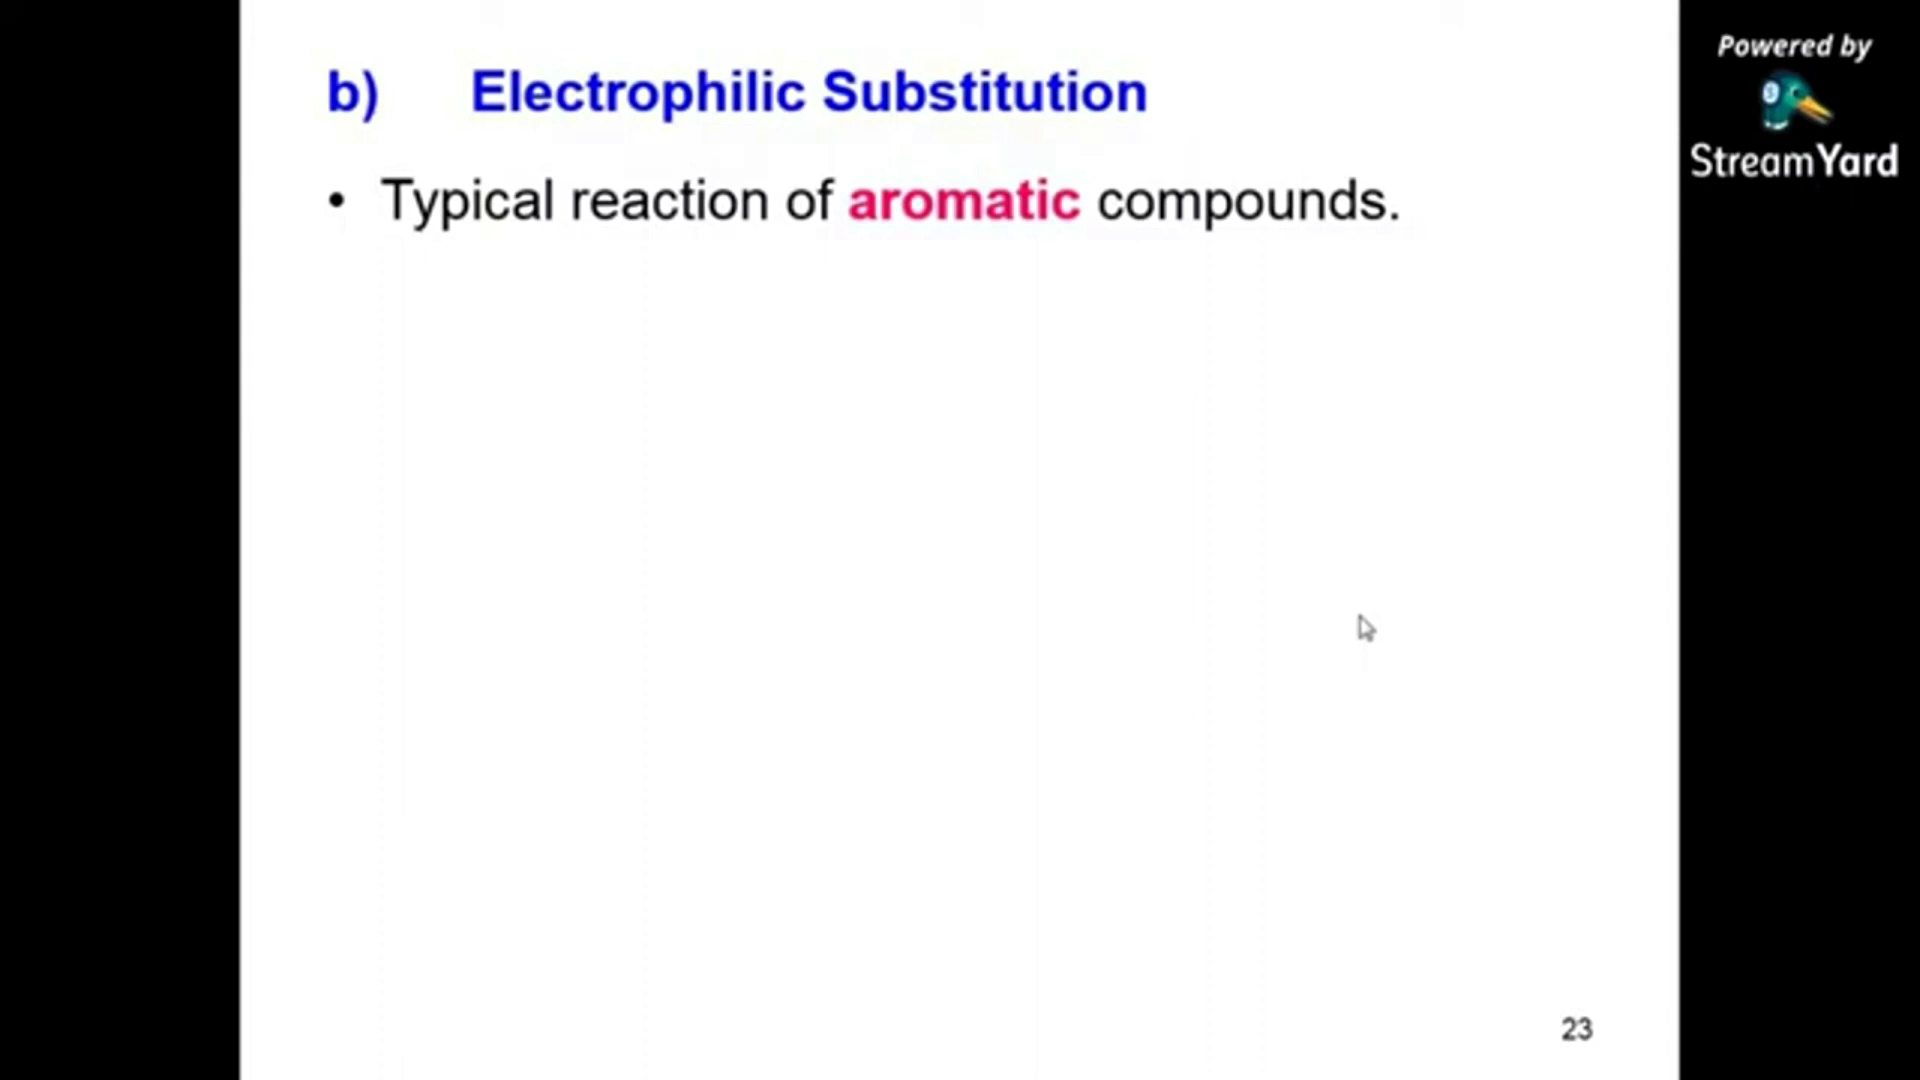 b) Electrophilic Substitution
• Typical reaction of aromatic compounds.
23
Powered by
StreamYard